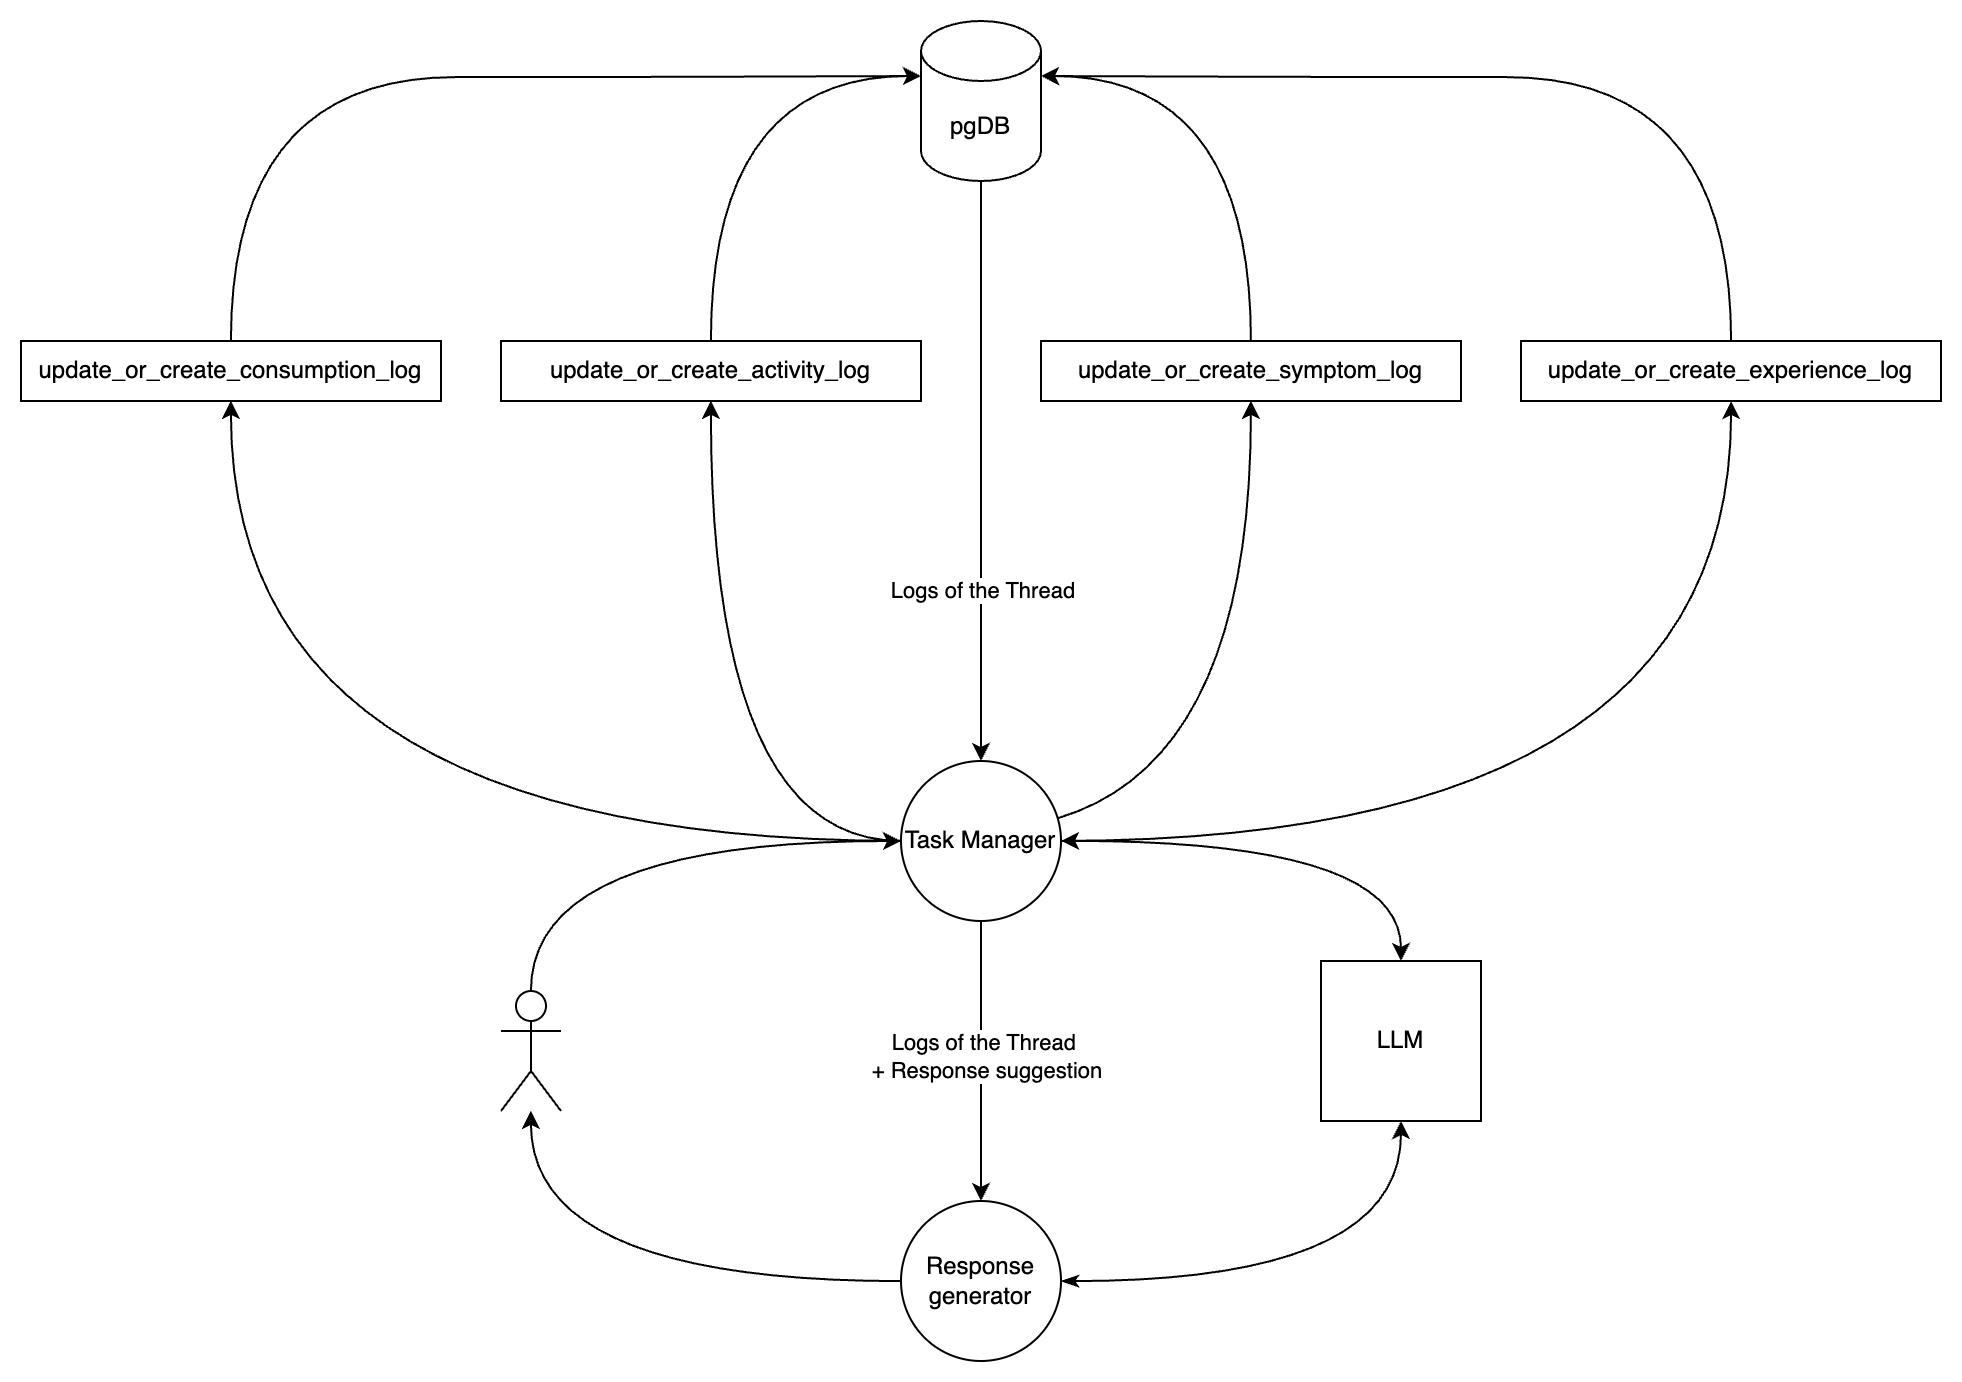 pgDB
update_or_create_consumption_log
update_or_create_activity_log
update_or_create_symptom_log
update_or_create_experience_log
Logs of the Thread
Task Manager
Logs of the Thread
+ Response suggestion
LLM
Response
generator